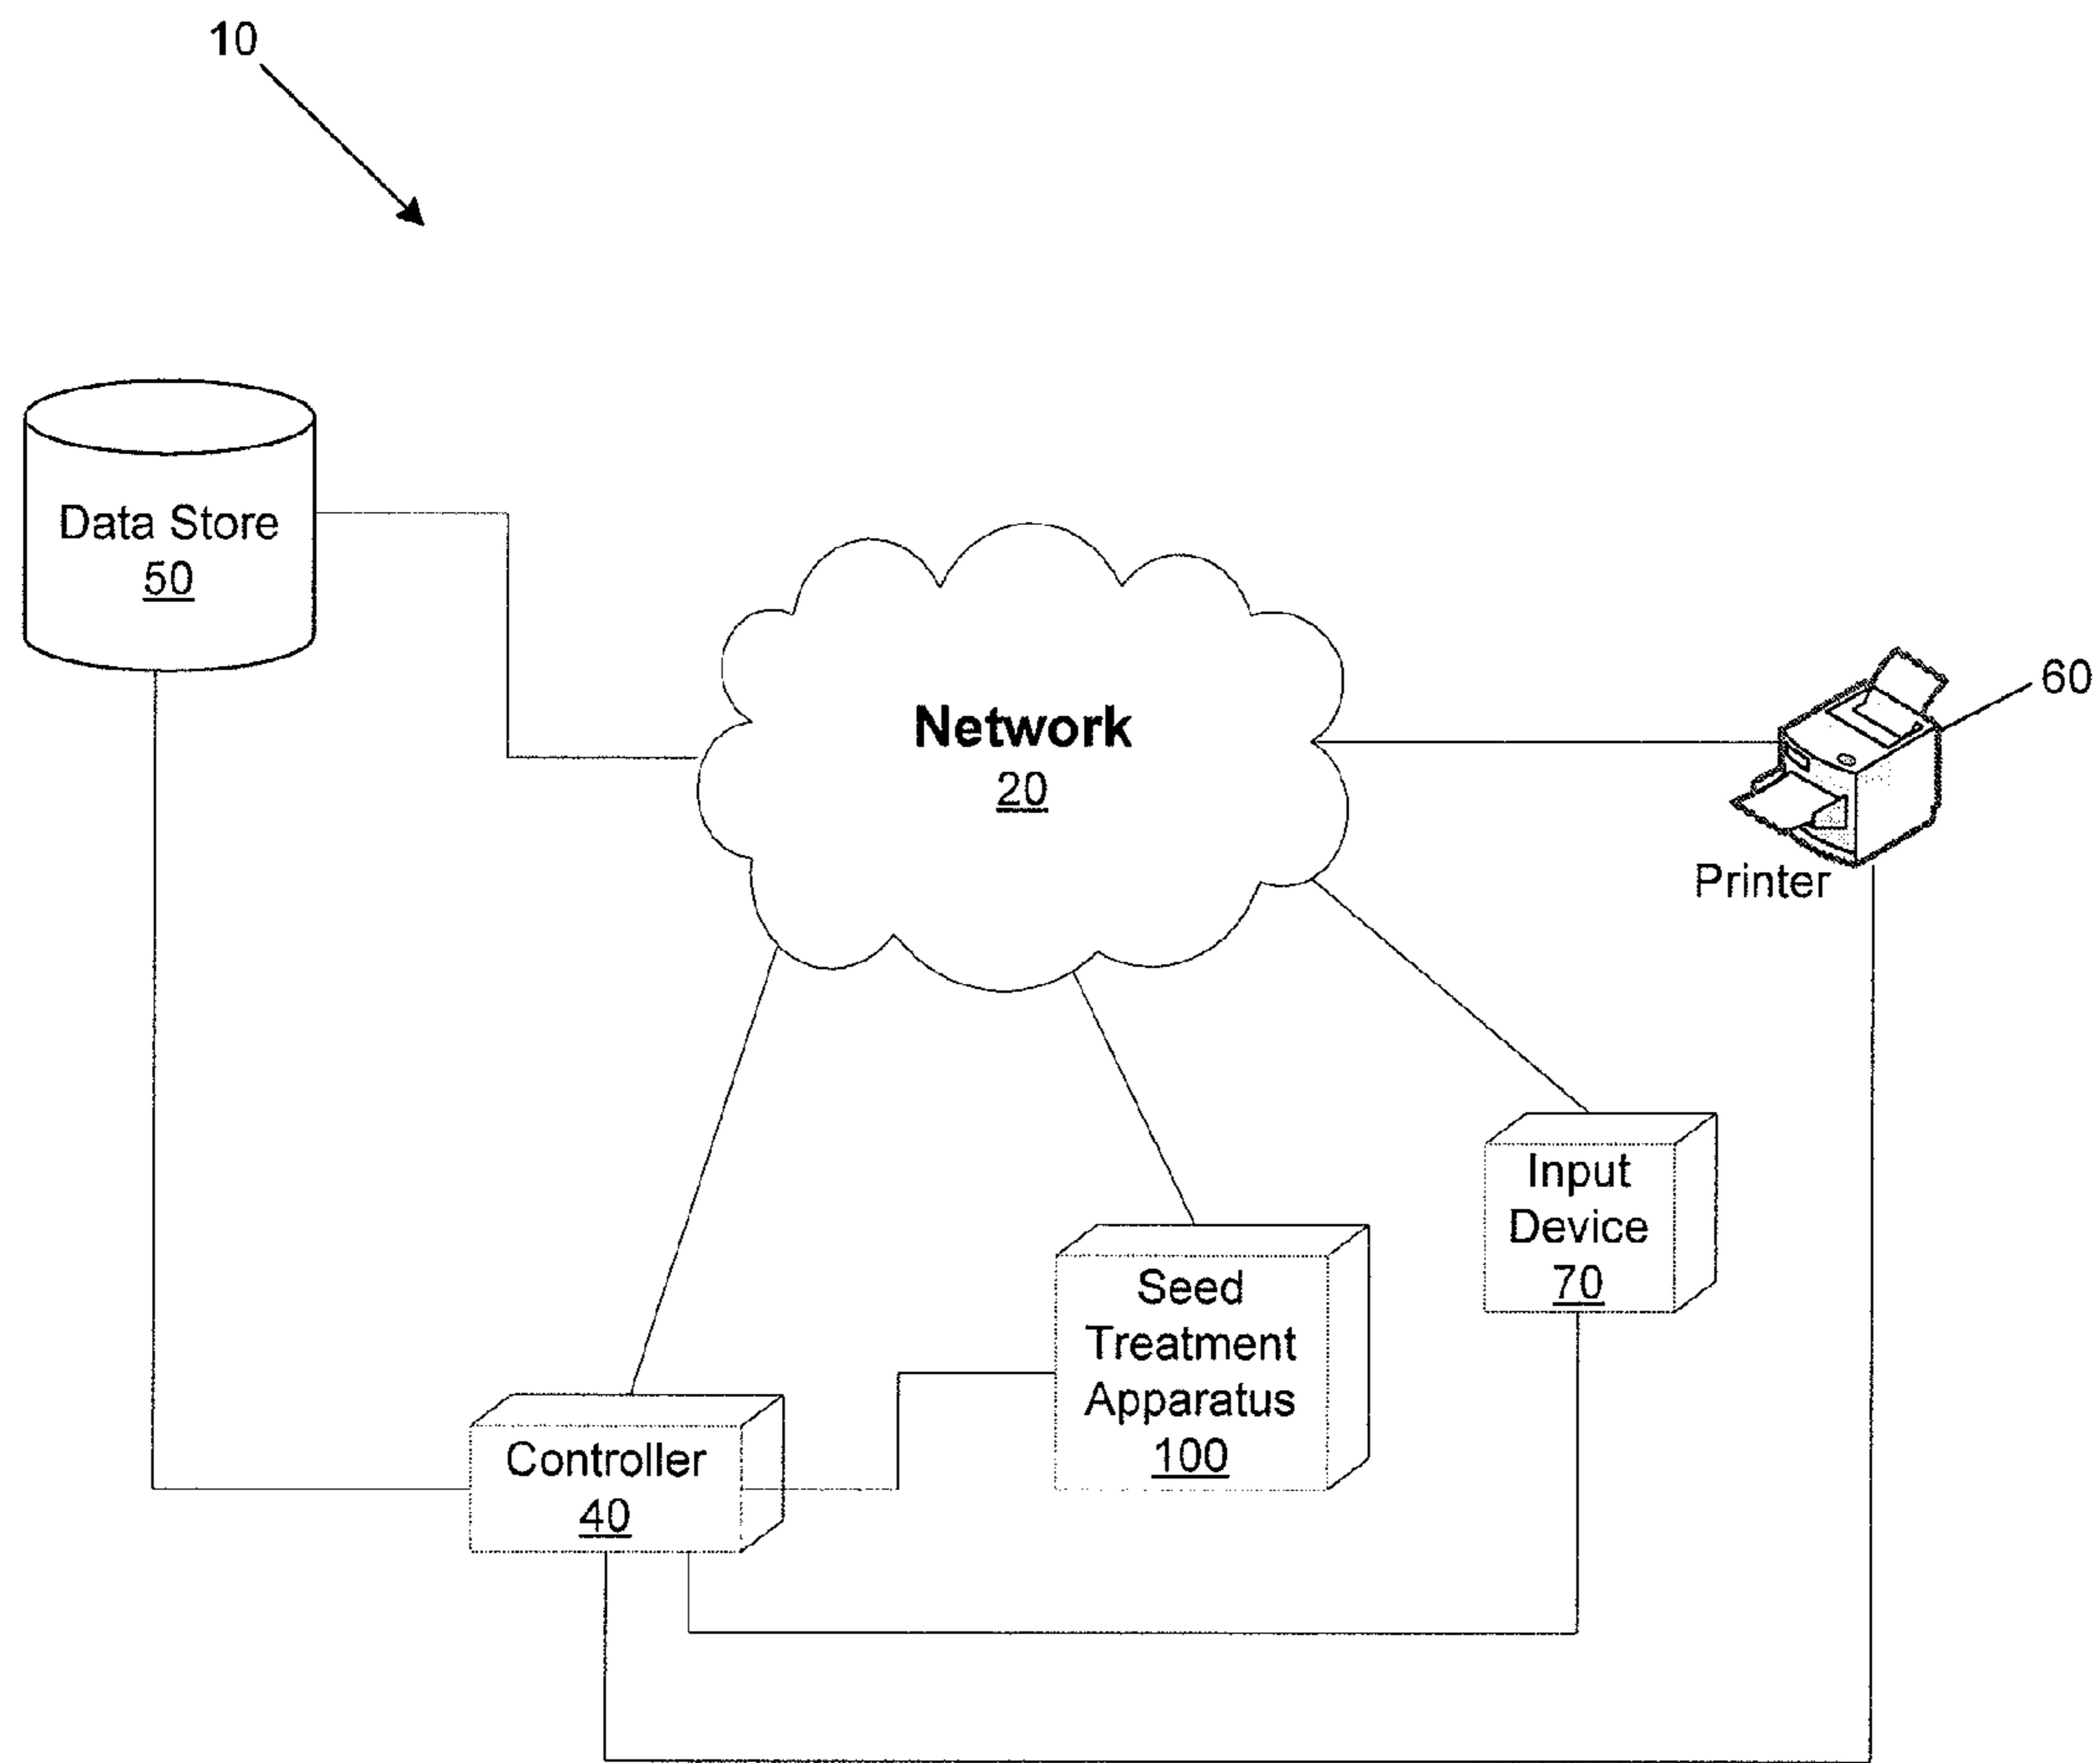 10
Data Store
50
Network
20
60
Printer
Input
Device
70
Seed
Treatment
Apparatus
100
Controller
40